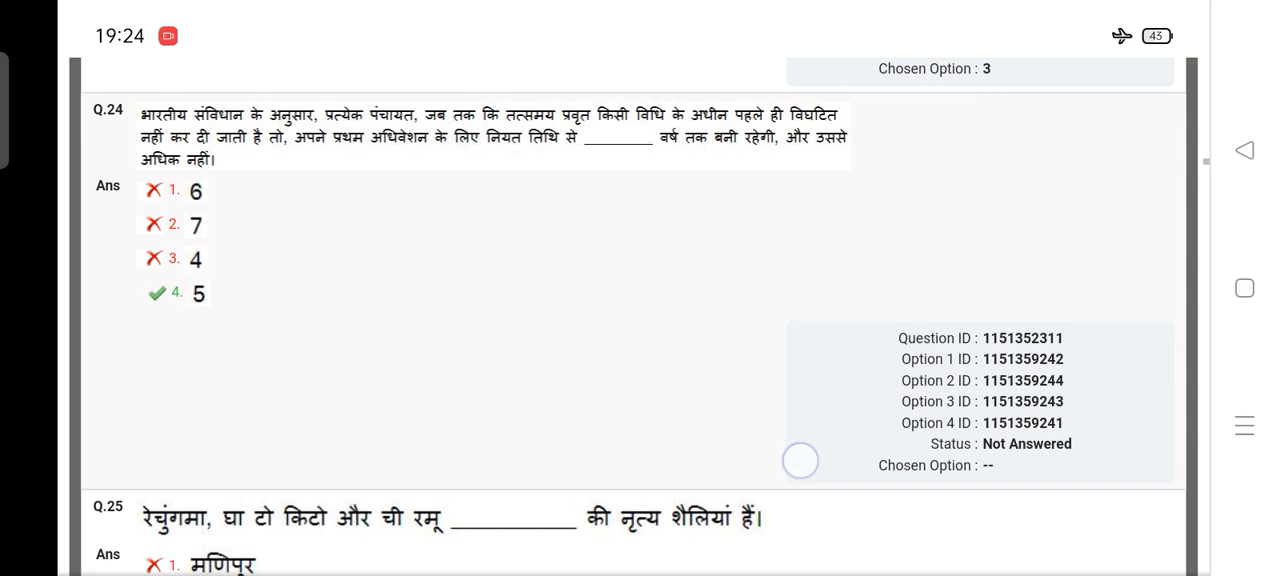 19:24
43
Chosen Option : 3
Q.24
भारतीय संविधान के अनुसार, प्रत्येक पंचायत, जब तक कि तत्समय प्रवृत किसी विधि के अधीन पहले ही विघटित
नहीं कर दी जाती है तो, अपने प्रथम अधिवेशन के लिए नियत तिथि से _________ वर्ष तक बनी रहेगी, और उससे
अधिक नहीं।
Ans
1. 6
2. 7
3. 4
4. 5
Question ID : 1151352311
Option 1 ID : 1151359242
Option 2 ID : 1151359244
Option 3 ID : 1151359243
Option 4 ID : 1151359241
Status : Not Answered
Chosen Option : --
Q.25
रेचुंगमा, घा टो किटो और ची रमू ___________ की नृत्य शैलियां हैं।
Ans
1. मणिपुर